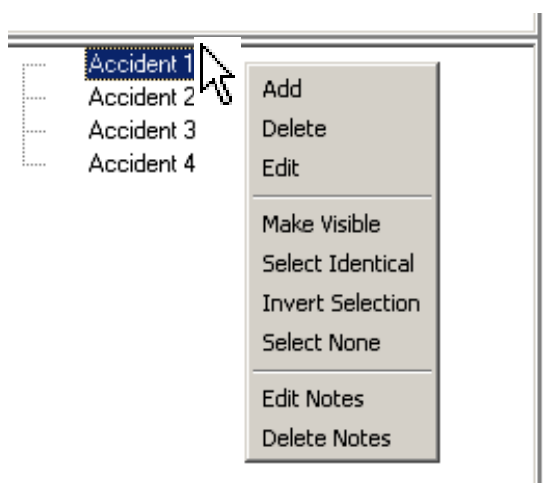 Accident 1
Accident 2
Accident 3
Accident 4
Add
Delete
Edit
Make Visible
Select Identical
Invert Selection
Select None
Edit Notes
Delete Notes